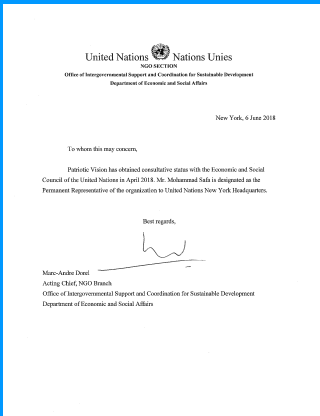 United Nations Nations Unies
NGO SECTION
Office of Intergovernmental Support and Coordination for Sustainable Development
Department of Economic and Social Affairs
New York, 6 June 2018
To whom this may concern,
Patriotic Vision has obtained consultative status with the Economic and Social
Council of the United Nations in April 2018. Mr. Mohammad Safa is designated as the
Permanent Representative of the organization to United Nations New York Headquarters.
Best regards,
Marc-Andre Dorel
Acting Chief, NGO Branch
Office of Intergovernmental Support and Coordination for Sustainable Development
Department of Economic and Social Affairs